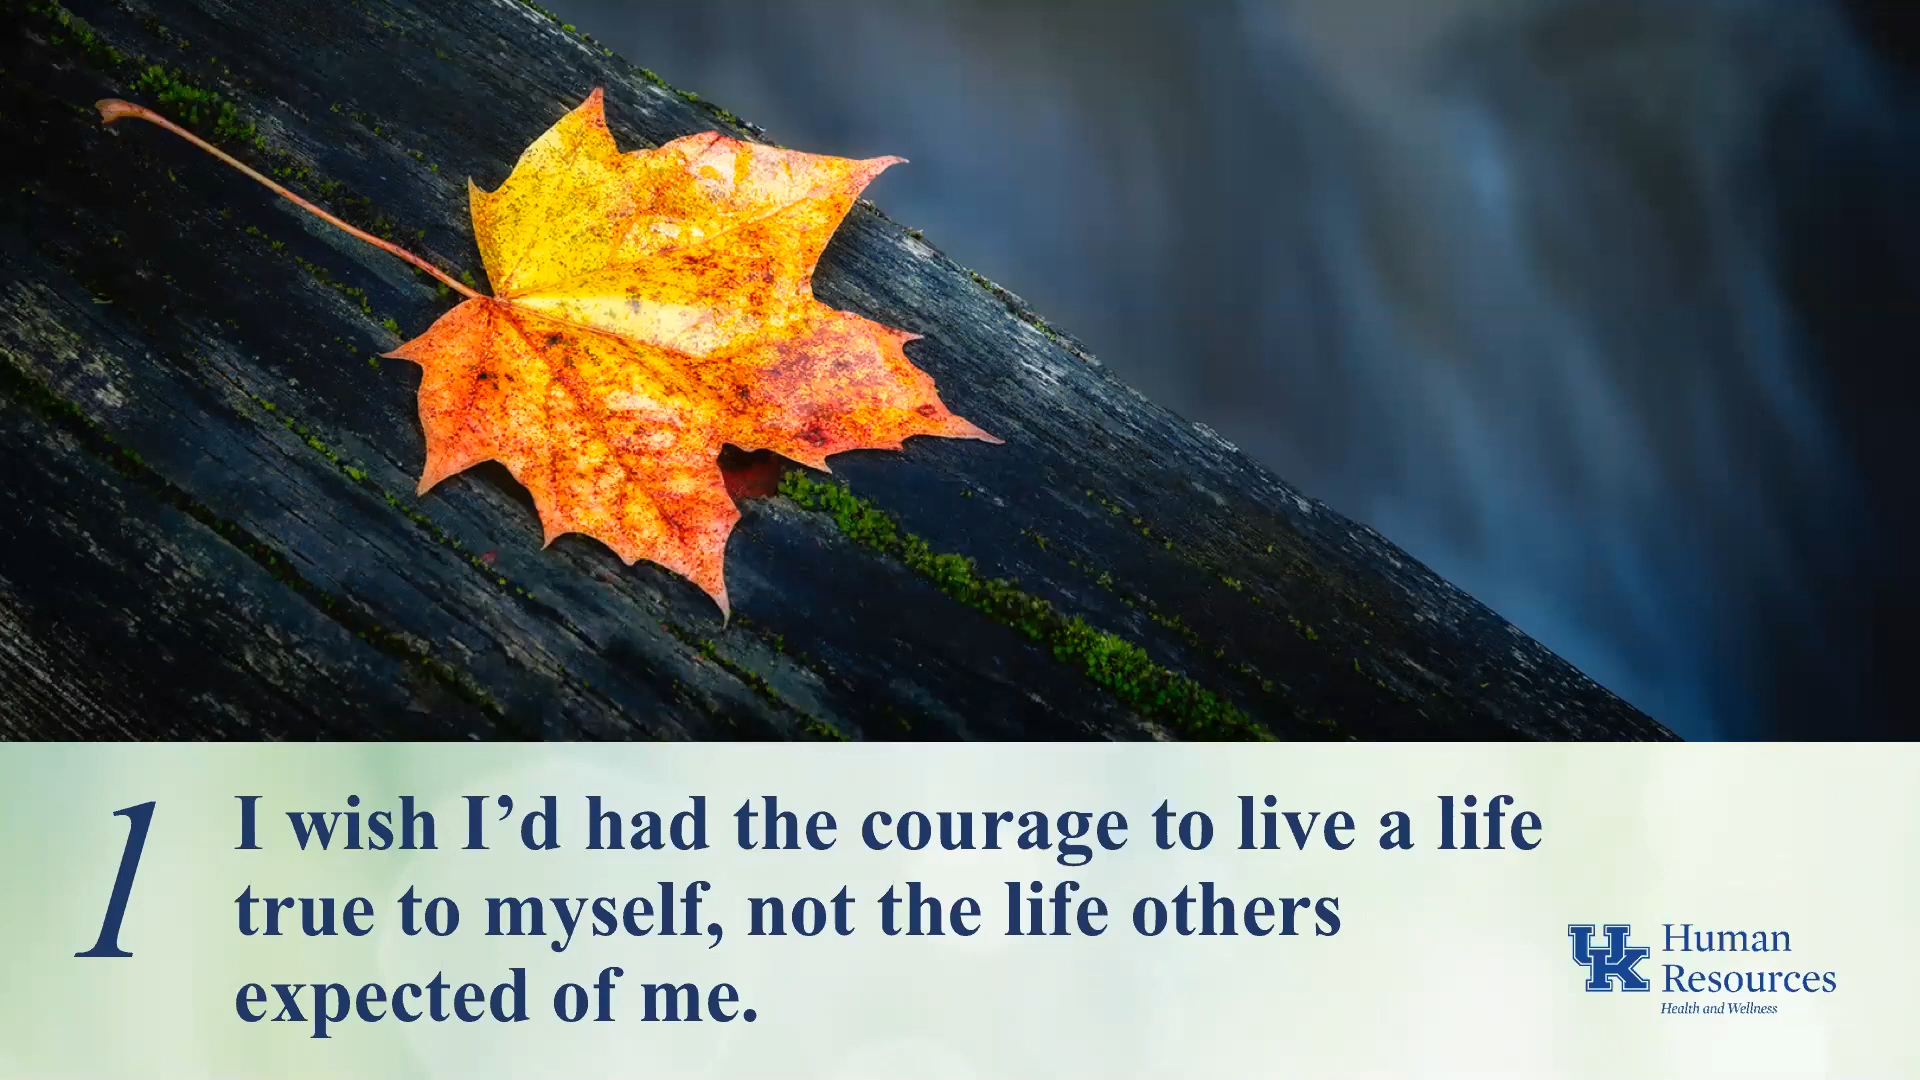 1
I wish I’d had the courage to live a life
true to myself, not the life others
expected of me.
UK
Human
Resources
Health and Wellness